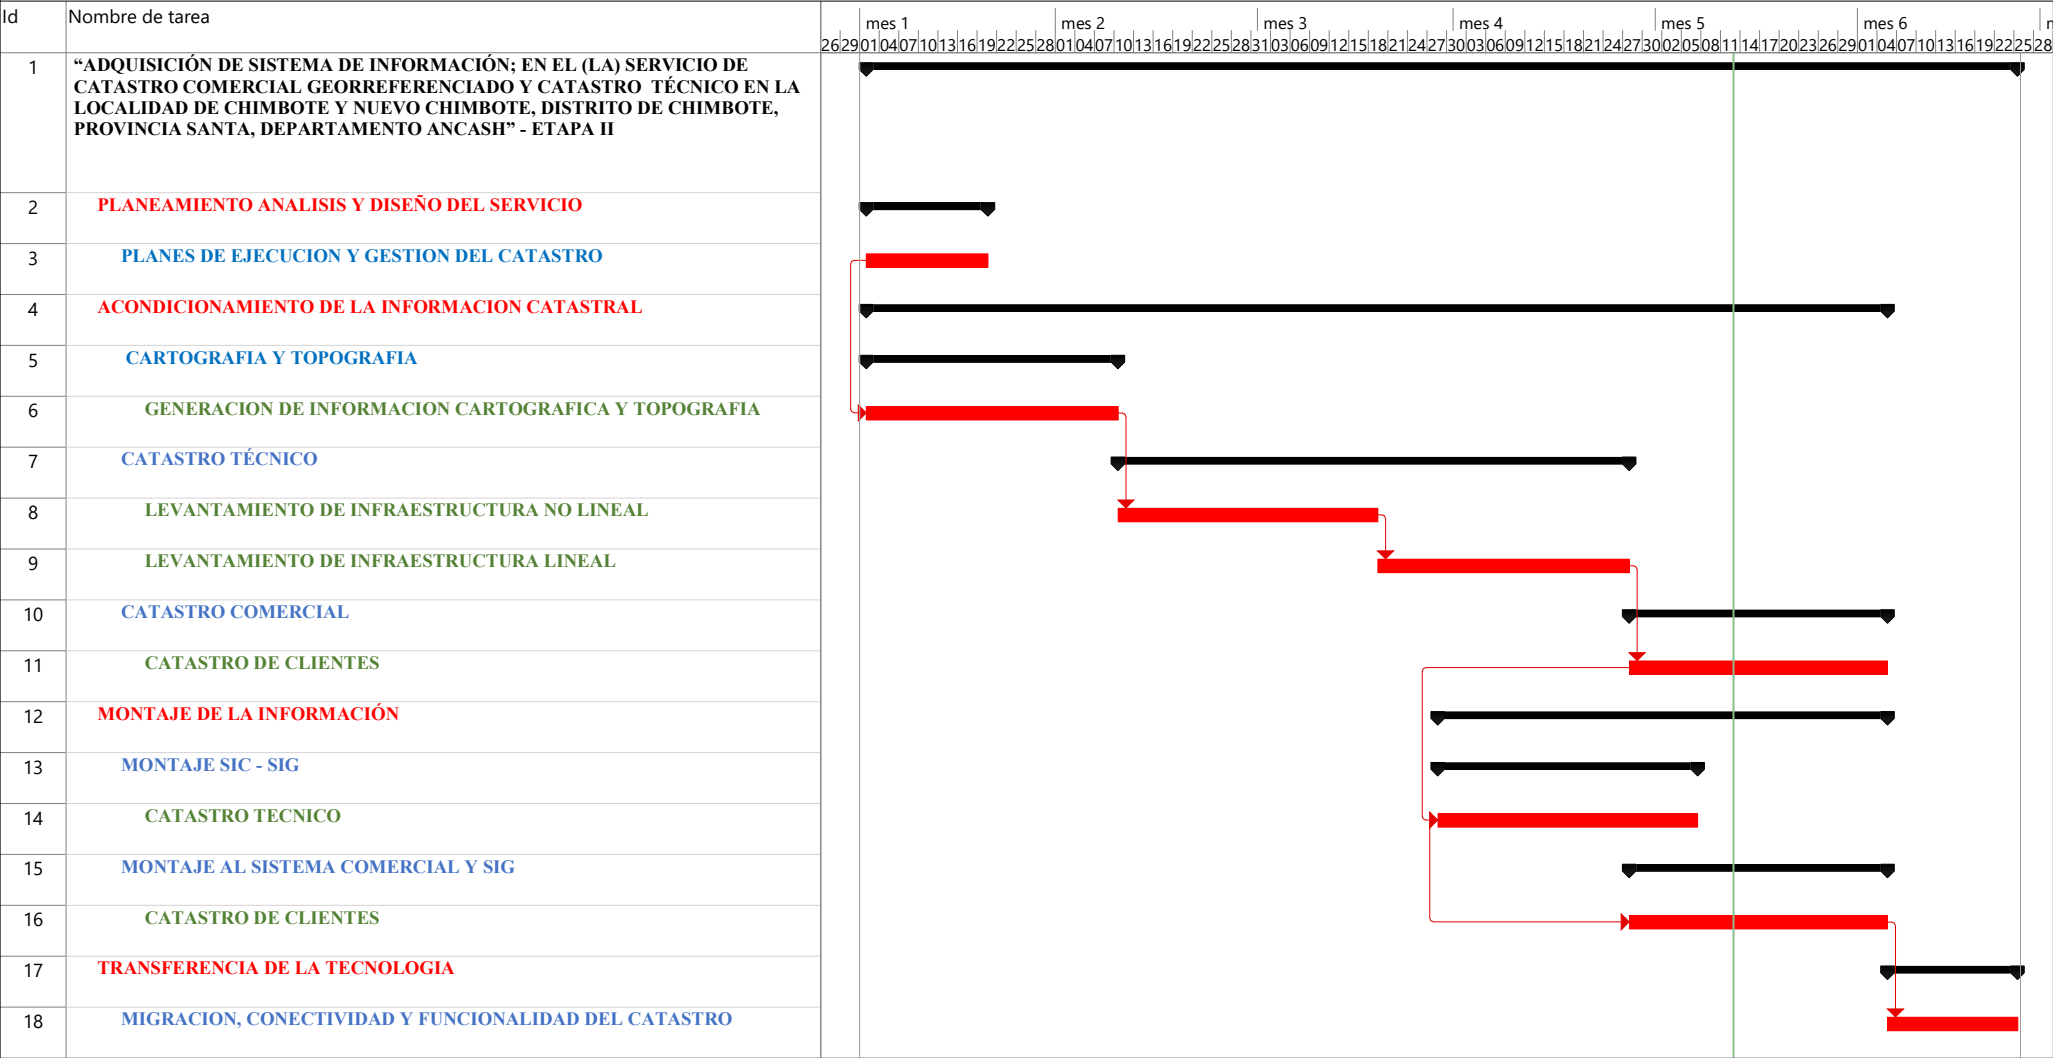 Id Nombre de tarea
mes 1 mes 2 mes 3 mes 4 mes 5 mes 6
26 29 01 04 07 10 13 16 19 22 25 28 01 04 07 10 13 16 19 22 25 28 31 03 06 09 12 15 18 21 24 27 30 03 06 09 12 15 18 21 24 27 30 02 05 08 11 14 17 20 23 26 29 01 04 07 10 13 16 19 22 25 28
1 “ADQUISICIÓN DE SISTEMA DE INFORMACIÓN; EN EL (LA) SERVICIO DE
CATASTRO COMERCIAL GEORREFERENCIADO Y CATASTRO TÉCNICO EN LA
LOCALIDAD DE CHIMBOTE Y NUEVO CHIMBOTE, DISTRITO DE CHIMBOTE,
PROVINCIA SANTA, DEPARTAMENTO ANCASH” - ETAPA II
2 PLANEAMIENTO ANALISIS Y DISEÑO DEL SERVICIO
3 PLANES DE EJECUCION Y GESTION DEL CATASTRO
4 ACONDICIONAMIENTO DE LA INFORMACION CATASTRAL
5 CARTOGRAFIA Y TOPOGRAFIA
6 GENERACION DE INFORMACION CARTOGRAFICA Y TOPOGRAFIA
7 CATASTRO TÉCNICO
8 LEVANTAMIENTO DE INFRAESTRUCTURA NO LINEAL
9 LEVANTAMIENTO DE INFRAESTRUCTURA LINEAL
10 CATASTRO COMERCIAL
11 CATASTRO DE CLIENTES
12 MONTAJE DE LA INFORMACIÓN
13 MONTAJE SIC - SIG
14 CATASTRO TECNICO
15 MONTAJE AL SISTEMA COMERCIAL Y SIG
16 CATASTRO DE CLIENTES
17 TRANSFERENCIA DE LA TECNOLOGIA
18 MIGRACION, CONECTIVIDAD Y FUNCIONALIDAD DEL CATASTRO